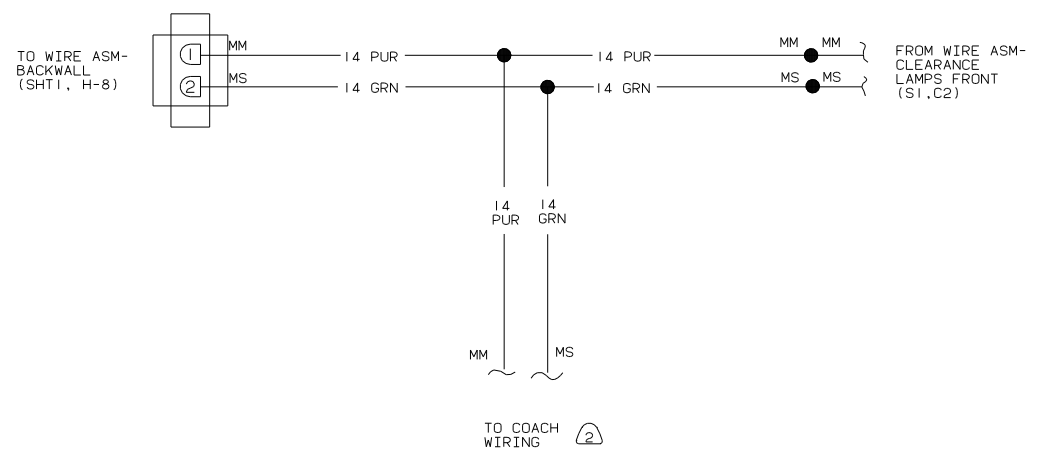 TO WIRE ASM-
BACKWALL
(SHT1, H-8)
1
2
MM
MS
14 PUR
14 GRN
14 PUR
14 GRN
MM MM
MS MS
FROM WIRE ASM-
CLEARANCE
LAMPS FRONT
(S1,C2)
14
PUR
14
GRN
MM
MS
TO COACH
WIRING
2